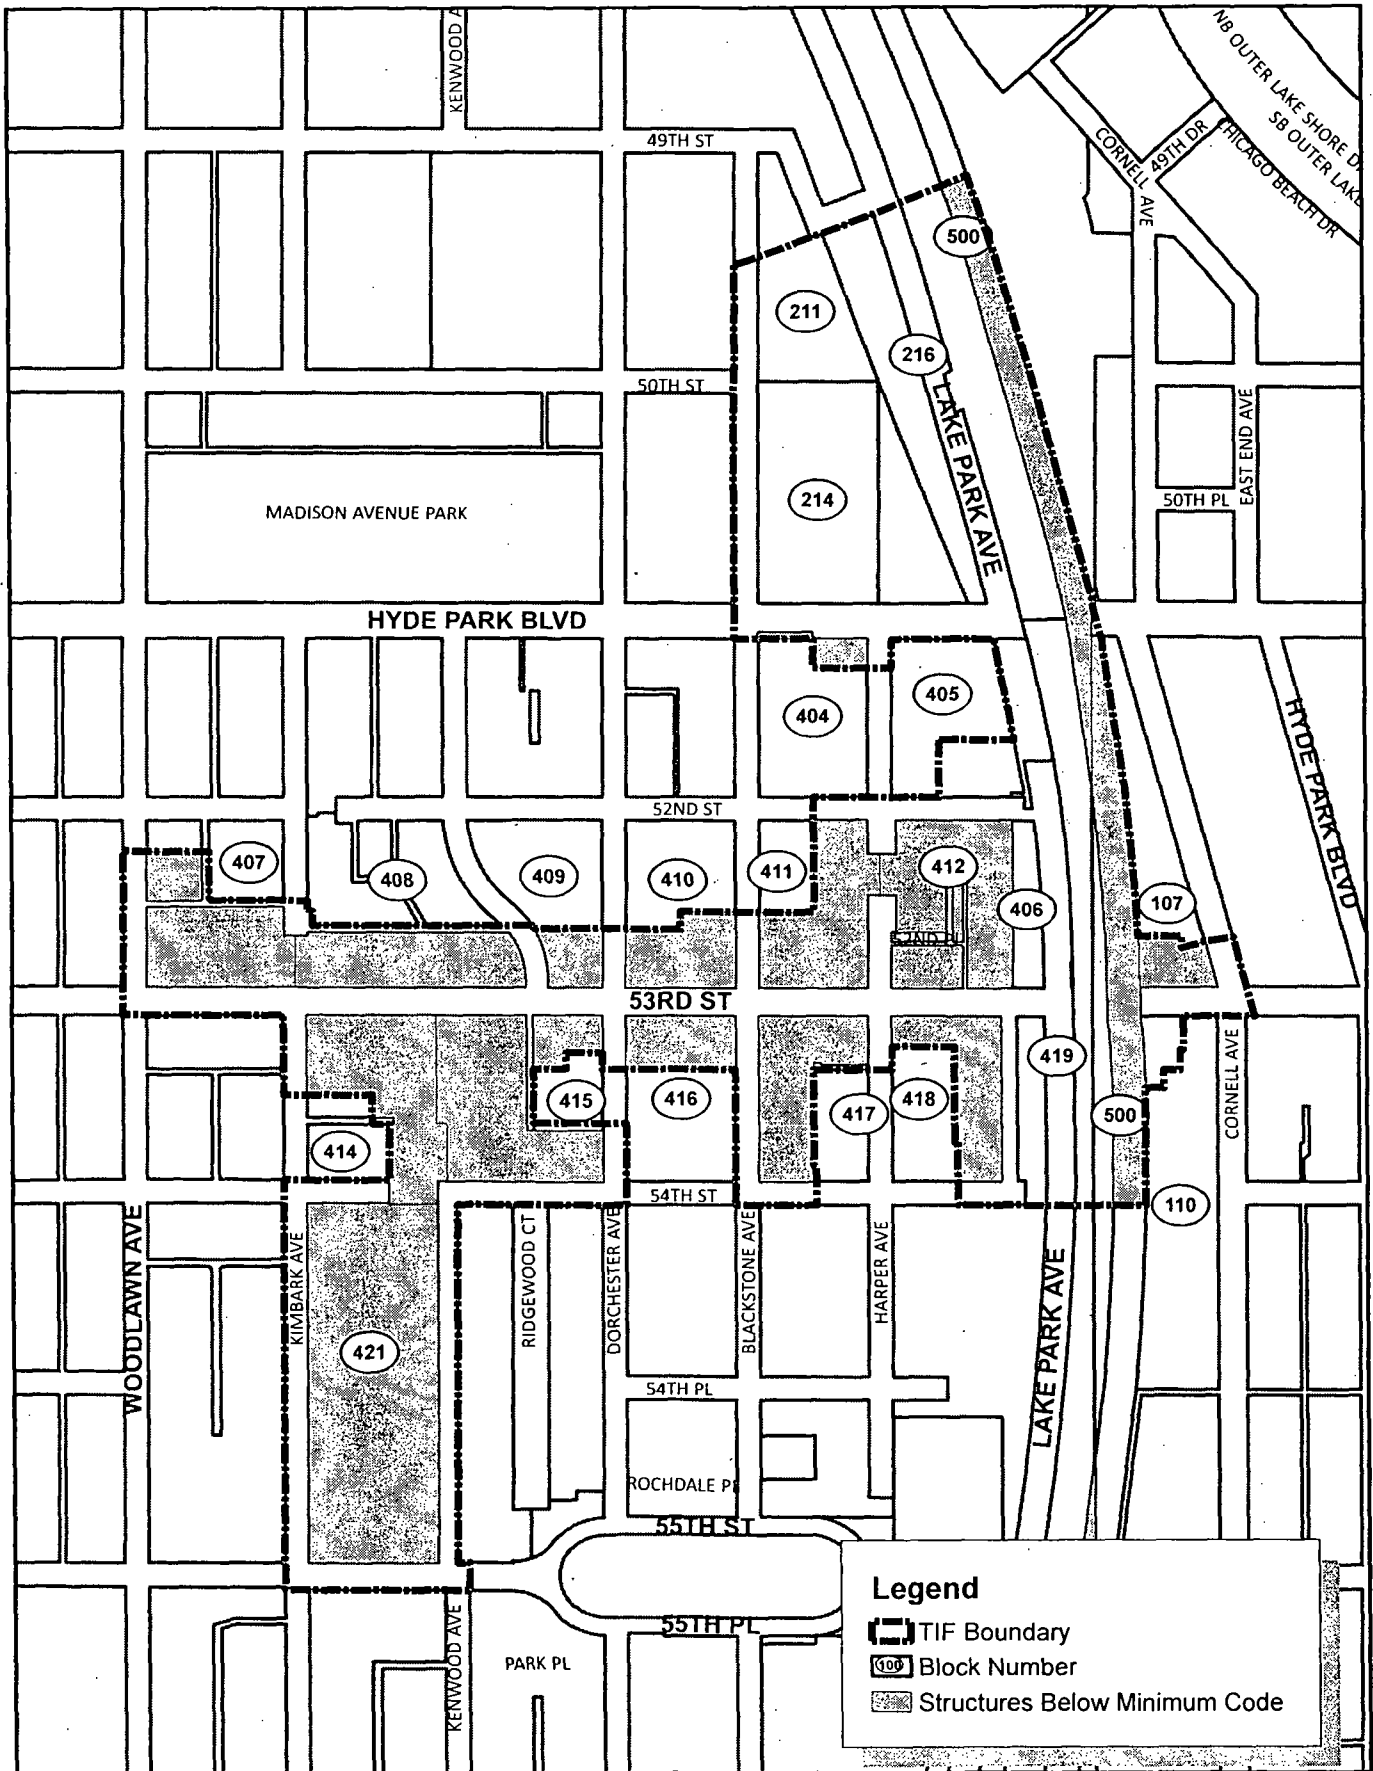 KENWOOD A
NB OUTER LAKE SHORE D
SB OUTER LAKE
CORNELL AVE
49TH DR
CHICAGO BEACH DR
49TH ST
500
211
216
50TH ST
LAKE PARK AVE
EAST END AVE
214
50TH PL
MADISON AVENUE PARK
HYDE PARK BLVD
405
404
HYDE PARK BLVD
52ND ST
407
408
409
410
411
412
406
107
52ND PL
53RD ST
419
415
416
417
418
500
CORNELL AVE
414
54TH ST
110
WOODLAWN AVE
KIMBARK AVE
RIDGEWOOD CT
DORCHESTER AVE
BLACKSTONE AVE
HARPER AVE
LAKE PARK AVE
421
54TH PL
ROCHDALE P
55TH ST
55TH PL
KENWOOD AVE
PARK PL
Legend
TIF Boundary
100 Block Number
Structures Below Minimum Code